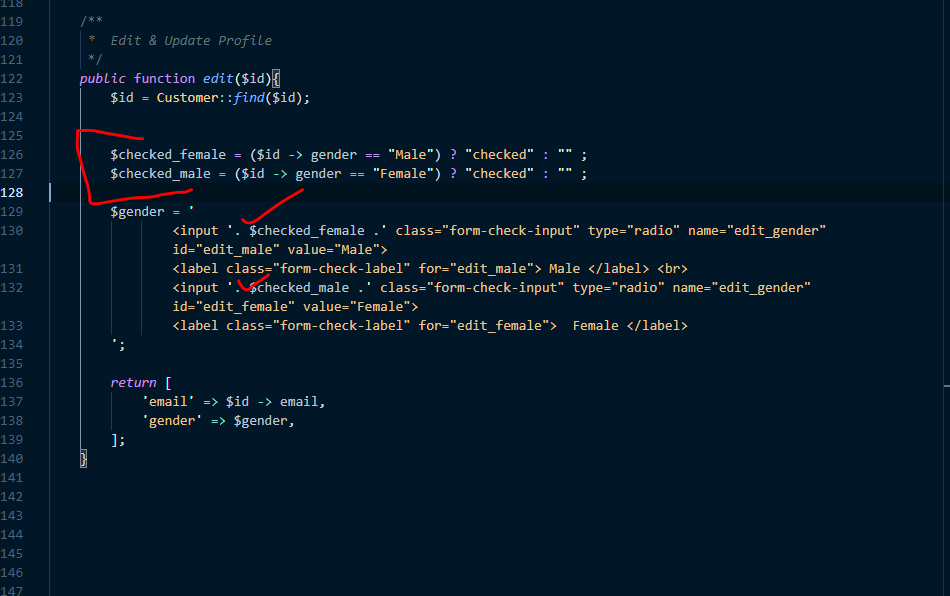 118
119 /**
120 * Edit & Update Profile
121 */
122 public function edit($id){
123 $id = Customer::find($id);
124
125
126 $checked_female = ($id -> gender == "Male") ? "checked" : "" ;
127 $checked_male = ($id -> gender == "Female") ? "checked" : "" ;
128
129 $gender = '
130 <input '. $checked_female .' class="form-check-input" type="radio" name="edit_gender"
id="edit_male" value="Male">
131 <label class="form-check-label" for="edit_male"> Male </label> <br>
132 <input '. $checked_male .' class="form-check-input" type="radio" name="edit_gender"
id="edit_female" value="Female">
133 <label class="form-check-label" for="edit_female">  Female </label>
134 ';
135
136 return [
137 'email' => $id -> email,
138 'gender' => $gender,
139 ];
140 }
141
142
143
144
145
146
147